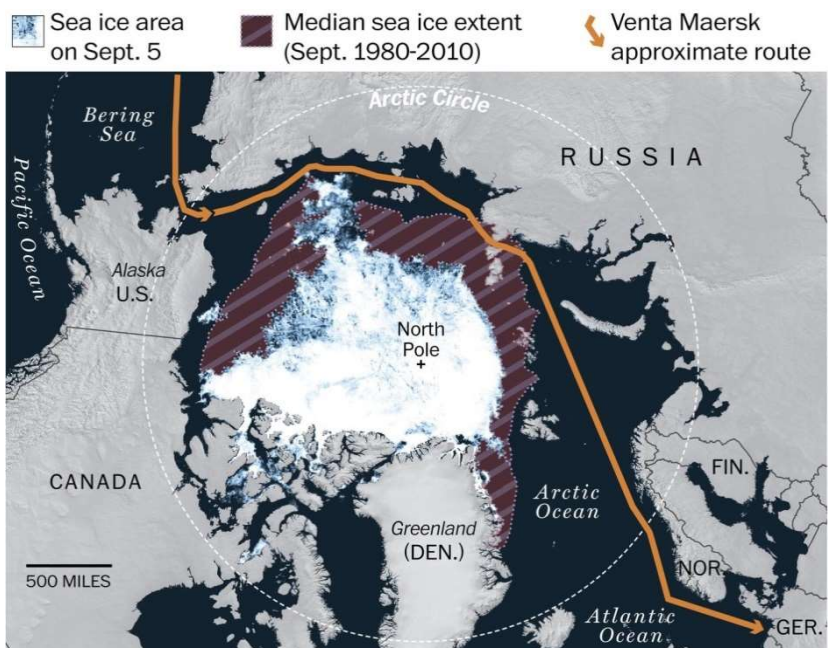 Sea ice area
on Sept. 5
Median sea ice extent
(Sept. 1980-2010)
Venta Maersk
approximate route
Bering
Sea
Arctic Circle
RUSSIA
Pacific Ocean
Alaska
U.S.
North
Pole
CANADA
Greenland
(DEN.)
Arctic
Ocean
FIN.
500 MILES
NOR.
Atlantic
Ocean
GER.